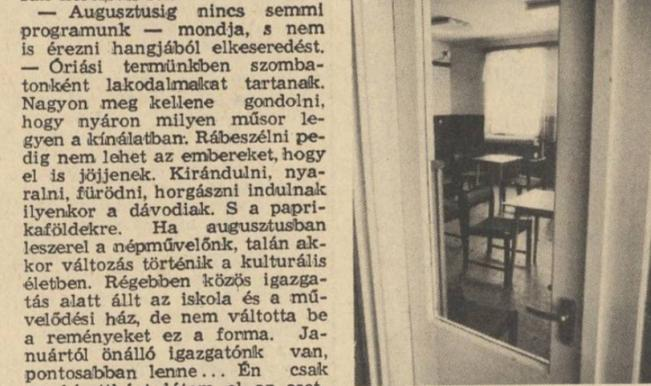 — Augusztusig nincs semmi
programunk — mondja, s nem
is érezni hangjából elkeseredést.
— Óriási termünkben szomba-
tonként lakodalmakat tartanak.
Nagyon meg kellene gondolni,
hogy nyáron milyen műsor le-
gyen a kínálatban. Rábeszélni pe-
dig nem lehet az embereket, hogy
el is jöjjenek. Kirándulni, nya-
ralni, fürödni, horgászni indulnak
ilyenkor a dávodiak. S a papri-
kaföldekre. Ha augusztusban
leszerel a népművelőnk, talán ak-
kor változás történik a kulturális
életben. Régebben közös igazga-
tás alatt állt az iskola és a mű-
velődési ház, de nem váltotta be
a reményeket ez a forma. Ja-
nuártól önálló igazgatónk van,
pontosabban lenne... Én csak